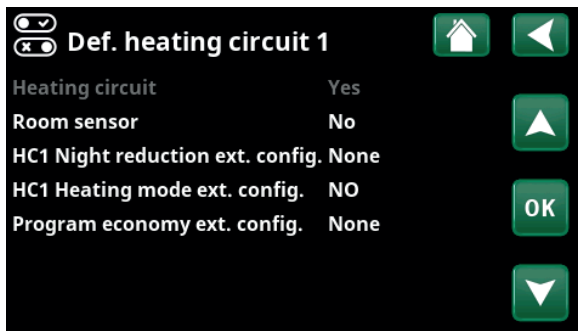 Def. heating circuit 1
Heating circuit Yes
Room sensor No
HC1 Night reduction ext. config. None
HC1 Heating mode ext. config. NO
Program economy ext. config. None
OK